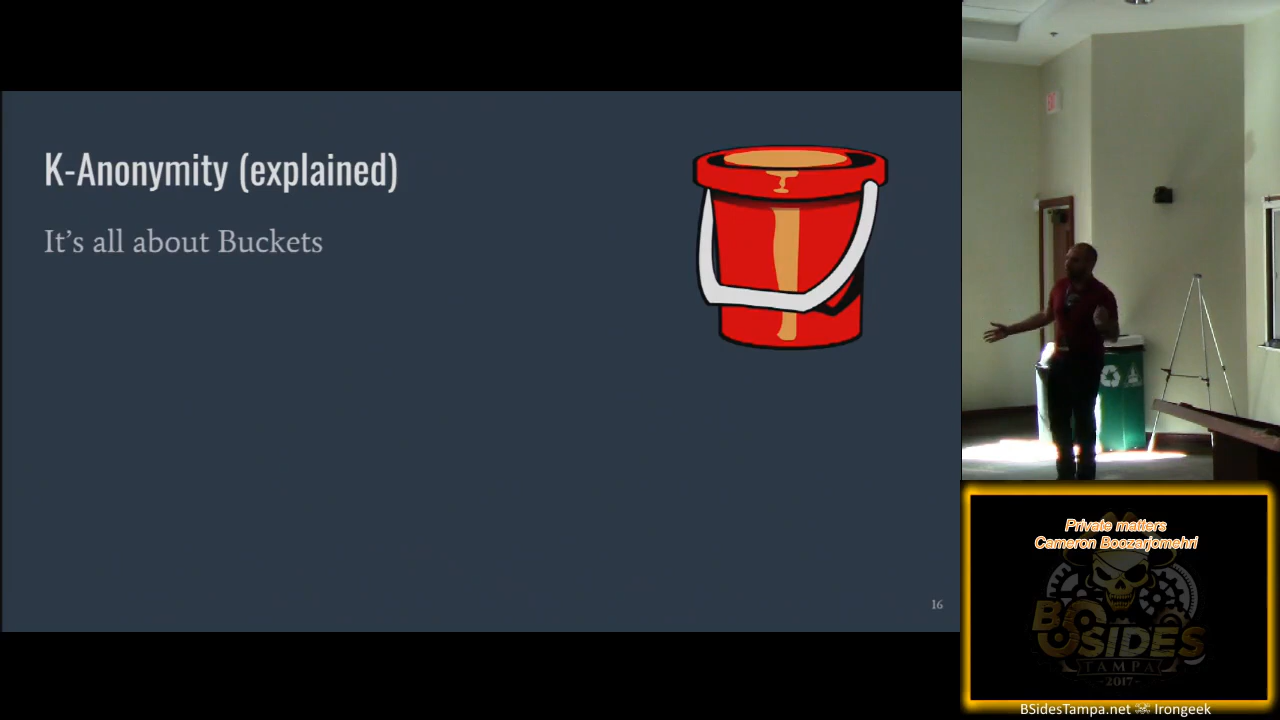 K-Anonymity (explained)
It's all about Buckets
16
Private matters
Cameron Boozarjomehri
BSIDES
TAMPA
-2017-
BSidesTampa.net ☠ Irongeek